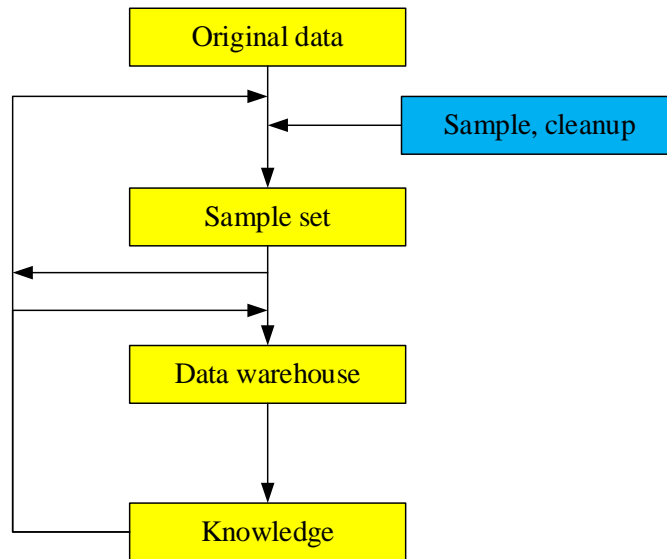 Original data
Sample, cleanup
Sample set
Data warehouse
Knowledge